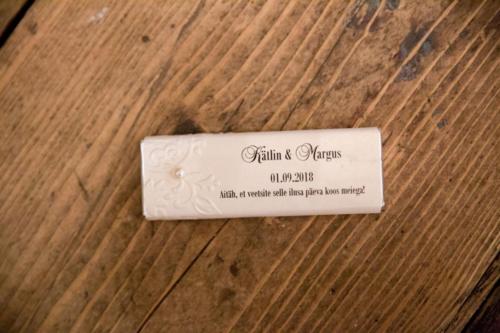 Kätlin & Margus
01.09.2018
Aitäh, et veetsite selle ilusa päeva koos meiega!